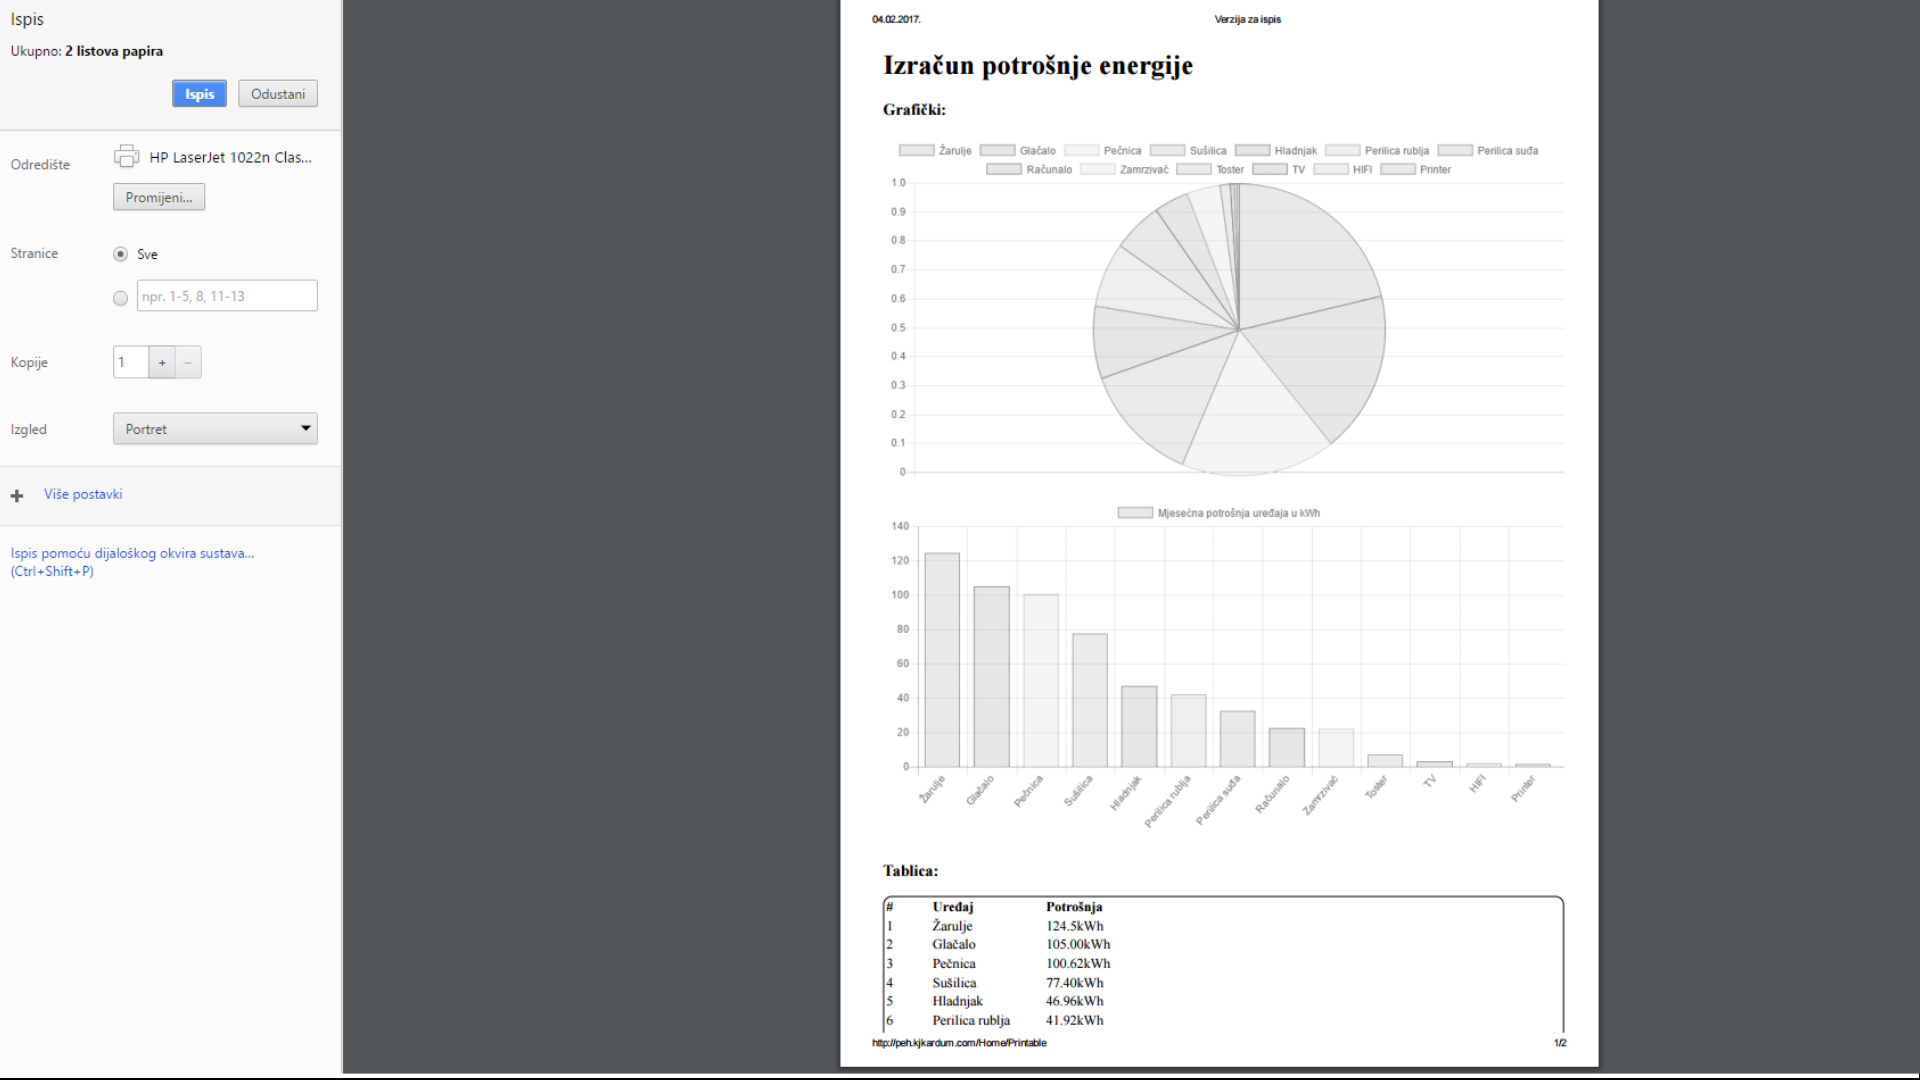 Ispis
Ukupno: 2 listova papira
Ispis
Odustani
Odredište
HP LaserJet 1022n Clas...
Promijeni...
Stranice
Sve
npr. 1-5, 8, 11-13
Kopije
1
+
−
Izgled
Portret
Više postavki
Ispis pomoću dijaloškog okvira sustava...
(Ctrl+Shift+P)
04.02.2017.
Verzija za ispis
Izračun potrošnje energije
Grafički:
Žarulje Glačalo Pečnica Sušilica Hladnjak Perilica rublja Perilica suđa
Računalo Zamrzivač Toster TV HIFI Printer
1.0
0.9
0.8
0.7
0.6
0.5
0.4
0.3
0.2
0.1
0
Mjesečna potrošnja uređaja u kWh
140
120
100
80
60
40
20
0
Žarulje Glačalo Pečnica Sušilica Hladnjak Perilica rublja Perilica suđa Računalo Zamrzivač Toster TV HIFI Printer
Tablica:
# Uređaj Potrošnja
1 Žarulje 124.5kWh
2 Glačalo 105.00kWh
3 Pečnica 100.62kWh
4 Sušilica 77.40kWh
5 Hladnjak 46.96kWh
6 Perilica rublja 41.92kWh
http://peh.kjkardum.com/Home/Printable
1/2